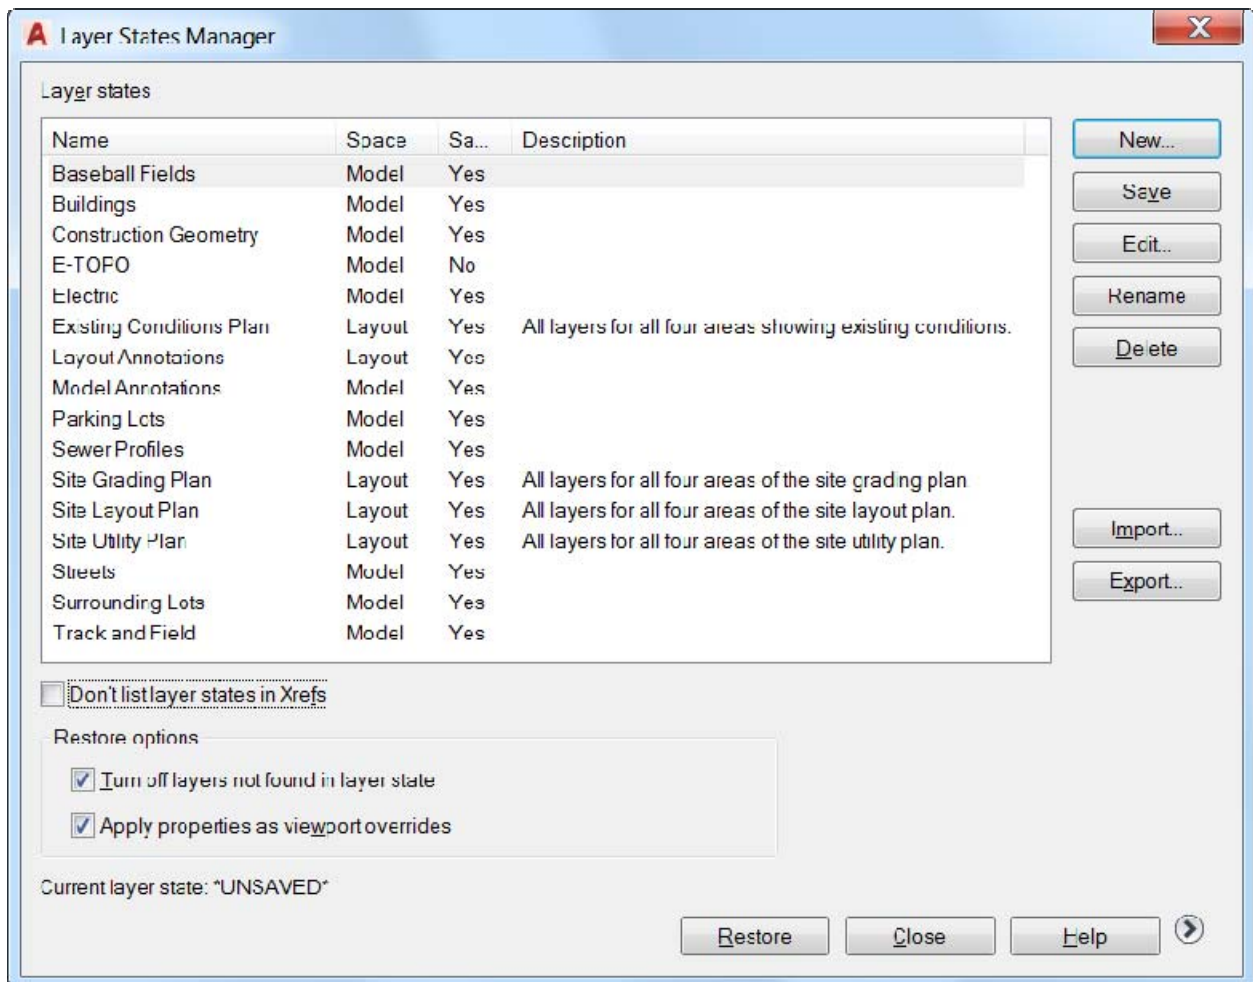 Layer States Manager
Layer states
Name Space Sa... Description
Baseball Fields Model Yes
Buildings Model Yes
Construction Geometry Model Yes
E-TOPO Model No
Electric Model Yes
Existing Conditions Plan Layout Yes All layers for all four areas showing existing conditions.
Layout Annotations Layout Yes
Model Annotations Model Yes
Parking Lots Model Yes
Sewer Profiles Model Yes
Site Grading Plan Layout Yes All layers for all four areas of the site grading plan
Site Layout Plan Layout Yes All layers for all four areas of the site layout plan.
Site Utility Plan Layout Yes All layers for all four areas of the site utility plan.
Streets Model Yes
Surrounding Lots Model Yes
Track and Field Model Yes
New...
Save
Edit...
Rename
Delete
Import...
Export...
Don't list layer states in Xrefs
Restore options
Turn off layers not found in layer state
Apply properties as viewport overrides
Current layer state: *UNSAVED*
Restore Close Help